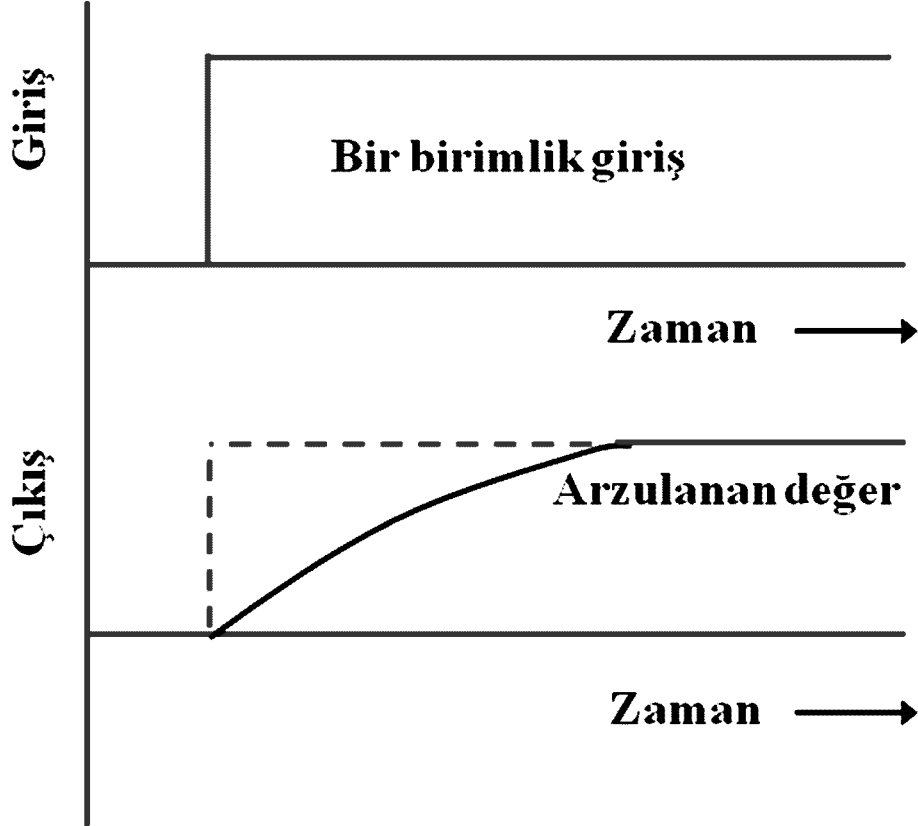 Giriş
Bir birimlik giriş
Zaman
Çıkış
Arzulanan değer
Zaman